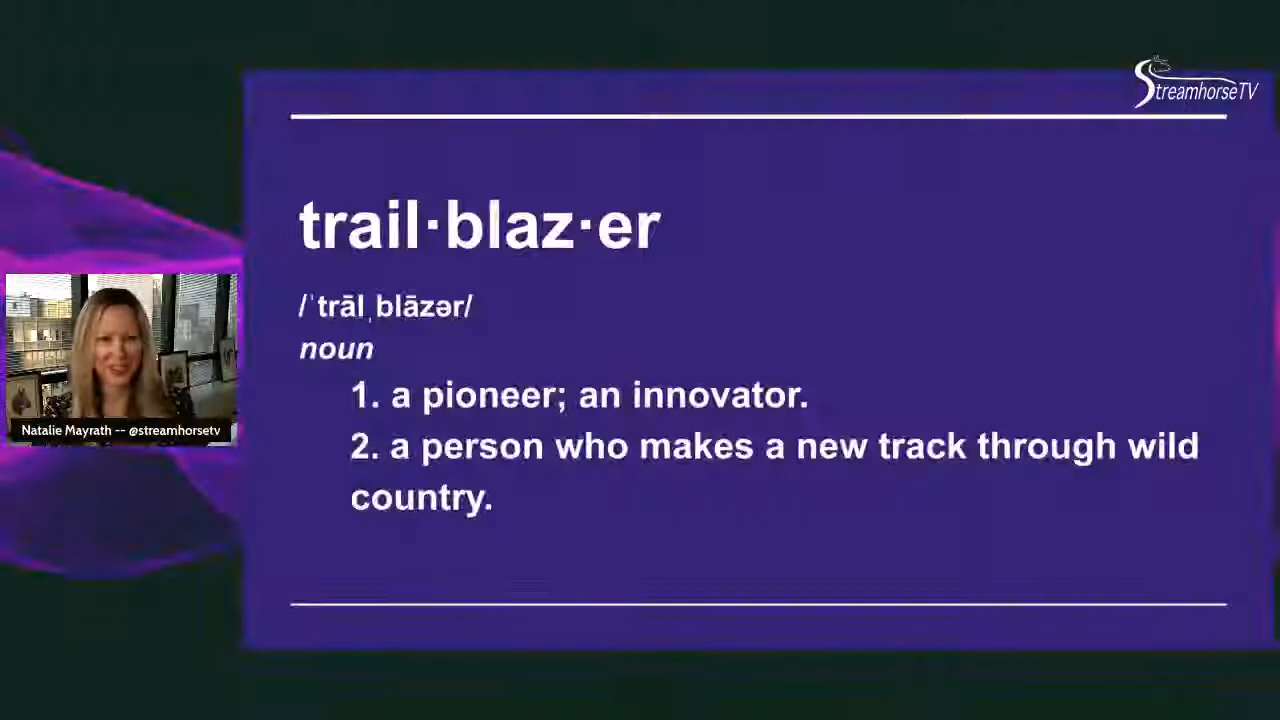 StreamhorseTV
trail·blaz·er
/ˈtrālˌblāzər/
noun
1. a pioneer; an innovator.
2. a person who makes a new track through wild
country.
Natalie Mayrath -- @streamhorsetv